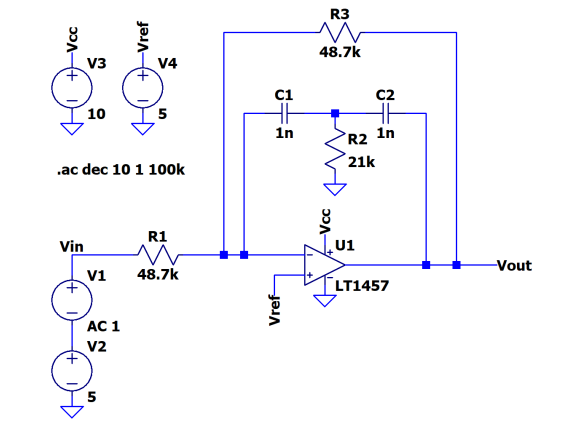 R3
48.7k
Vcc
V3
10
Vref
V4
5
C1
1n
C2
1n
R2
21k
.ac dec 10 1 100k
Vin
R1
48.7k
Vcc
U1
LT1457
Vref
Vout
V1
AC 1
V2
5